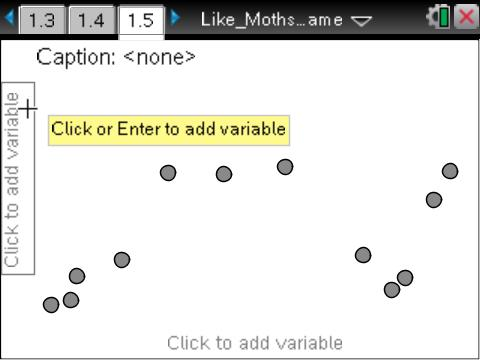 1.3 1.4 1.5 Like_Moths…ame
Caption: <none>
Click to add variable
Click or Enter to add variable
Click to add variable